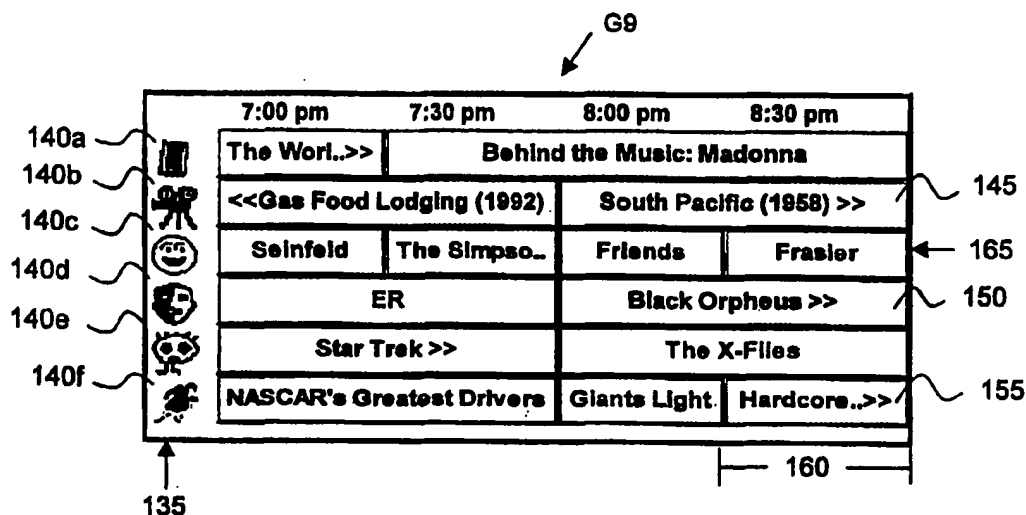 G9
7:00 pm 7:30 pm 8:00 pm 8:30 pm
140a
The Worl..>> Behind the Music: Madonna
140b
<<Gas Food Lodging (1992) South Pacific (1958) >> 145
140c
Seinfeld The Simpso.. Friends Frasier 165
140d
ER Black Orpheus >> 150
140e
Star Trek >> The X-Files
140f
NASCAR's Greatest Drivers Giants Light Hardcore..>> 155
160
135